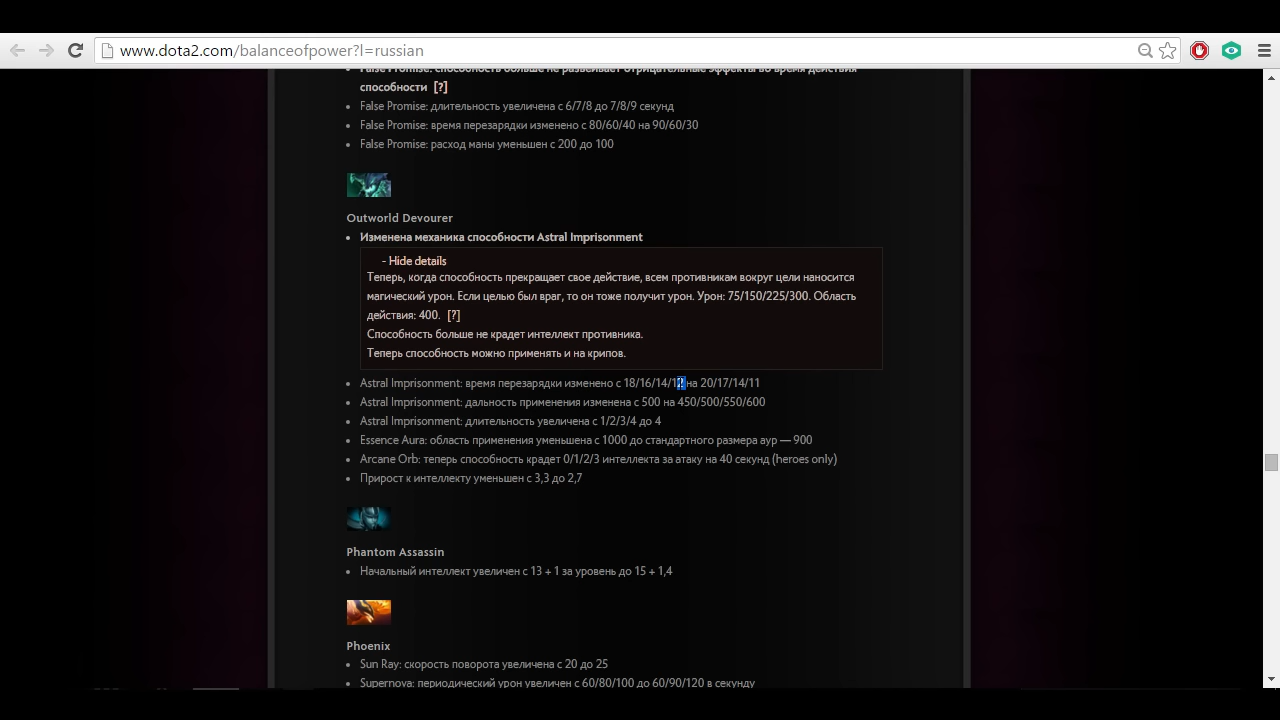 www.dota2.com/balanceofpower?l=russian
False Promise: способность больше не развеивает отрицательные эффекты во время действия
способности [?]
False Promise: длительность увеличена с 6/7/8 до 7/8/9 секунд
False Promise: время перезарядки изменено с 80/60/40 на 90/60/30
False Promise: расход маны уменьшен с 200 до 100
Outworld Devourer
Изменена механика способности Astral Imprisonment
- Hide details
Теперь, когда способность прекращает свое действие, всем противникам вокруг цели наносится
магический урон. Если целью был враг, то он тоже получит урон. Урон: 75/150/225/300. Область
действия: 400. [?]
Способность больше не крадет интеллект противника.
Теперь способность можно применять и на крипов.
Astral Imprisonment: время перезарядки изменено с 18/16/14/12 на 20/17/14/11
Astral Imprisonment: дальность применения изменена с 500 на 450/500/550/600
Astral Imprisonment: длительность увеличена с 1/2/3/4 до 4
Essence Aura: область применения уменьшена с 1000 до стандартного размера аур — 900
Arcane Orb: теперь способность крадет 0/1/2/3 интеллекта за атаку на 40 секунд (heroes only)
Прирост к интеллекту уменьшен с 3,3 до 2,7
Phantom Assassin
Начальный интеллект увеличен с 13 + 1 за уровень до 15 + 1,4
Phoenix
Sun Ray: скорость поворота увеличена с 20 до 25
Supernova: периодический урон увеличен с 60/80/100 до 60/90/120 в секунду